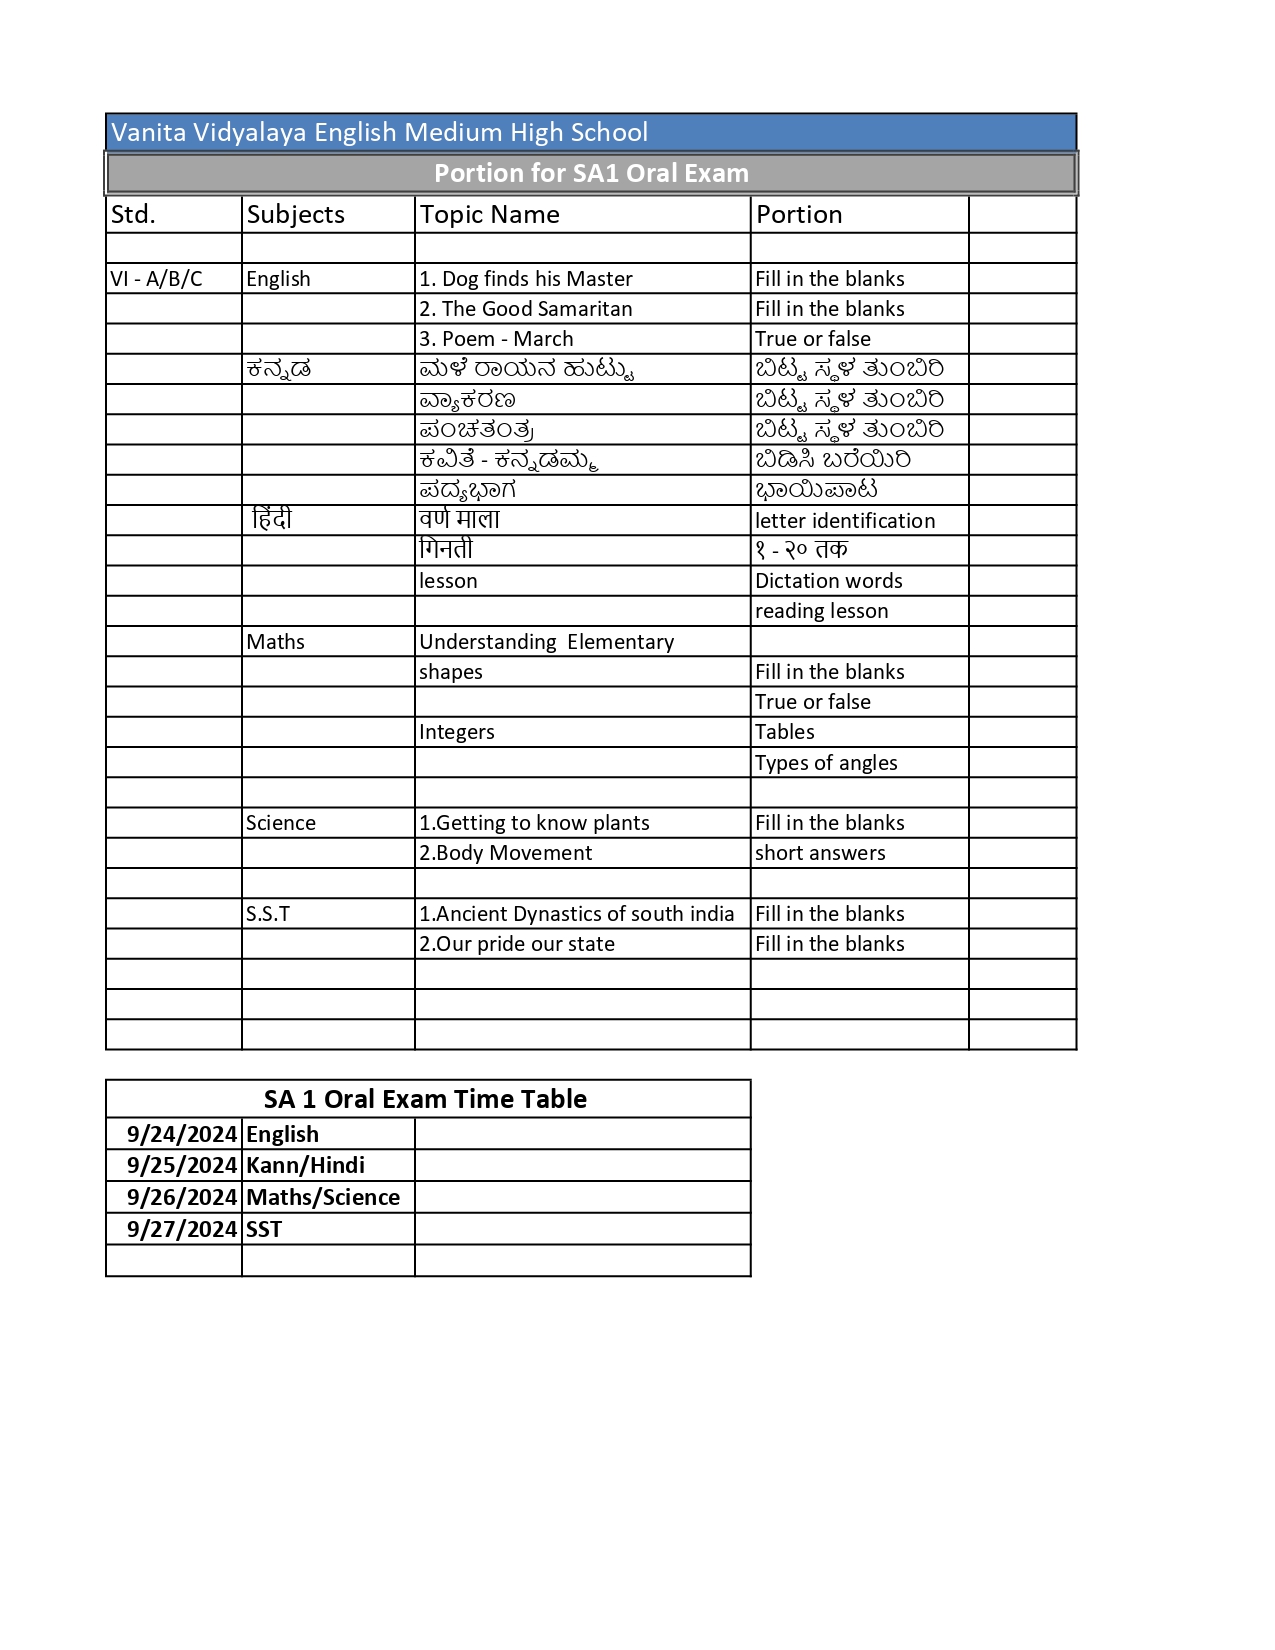 Vanita Vidyalaya English Medium High School
Portion for SA1 Oral Exam
Std. Subjects Topic Name Portion
VI - A/B/C English 1. Dog finds his Master Fill in the blanks
2. The Good Samaritan Fill in the blanks
3. Poem - March True or false
ಕನ್ನಡ ಮಳೆ ರಾಯನ ಹುಟ್ಟು ಬಿಟ್ಟ ಸ್ಥಳ ತುಂಬಿರಿ
ವ್ಯಾಕರಣ ಬಿಟ್ಟ ಸ್ಥಳ ತುಂಬಿರಿ
ಪಂಚತಂತ್ರ ಬಿಟ್ಟ ಸ್ಥಳ ತುಂಬಿರಿ
ಕವಿತೆ - ಕನ್ನಡಮ್ಮ ಬಿಡಿಸಿ ಬರೆಯಿರಿ
ಪದ್ಯಭಾಗ ಭಾಯಿಪಾಟ
हिंदी वर्ण माला letter identification
गिनती १ - २० तक
lesson Dictation words
reading lesson
Maths Understanding Elementary
shapes Fill in the blanks
True or false
Integers Tables
Types of angles
Science 1.Getting to know plants Fill in the blanks
2.Body Movement short answers
S.S.T 1.Ancient Dynastics of south india Fill in the blanks
2.Our pride our state Fill in the blanks
SA 1 Oral Exam Time Table
9/24/2024 English
9/25/2024 Kann/Hindi
9/26/2024 Maths/Science
9/27/2024 SST